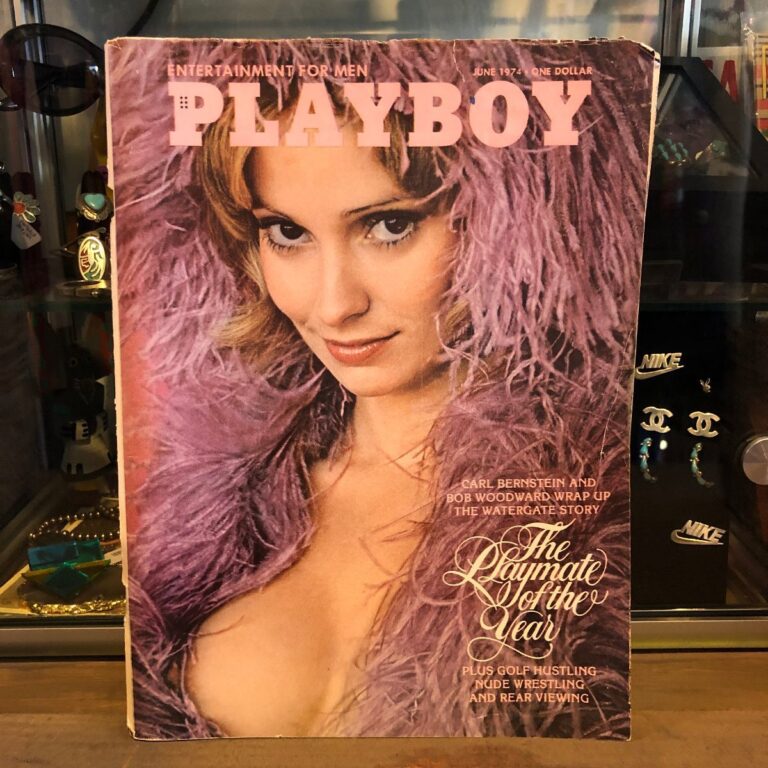 ENTERTAINMENT FOR MEN
JUNE 1974 • ONE DOLLAR
PLAYBOY
NIKE
CARL BERNSTEIN AND
BOB WOODWARD WRAP UP
THE WATERGATE STORY
NIKE
The
Playmate
of the
Year
PLUS GOLF HUSTLING
NUDE WRESTLING
AND REAR VIEWING